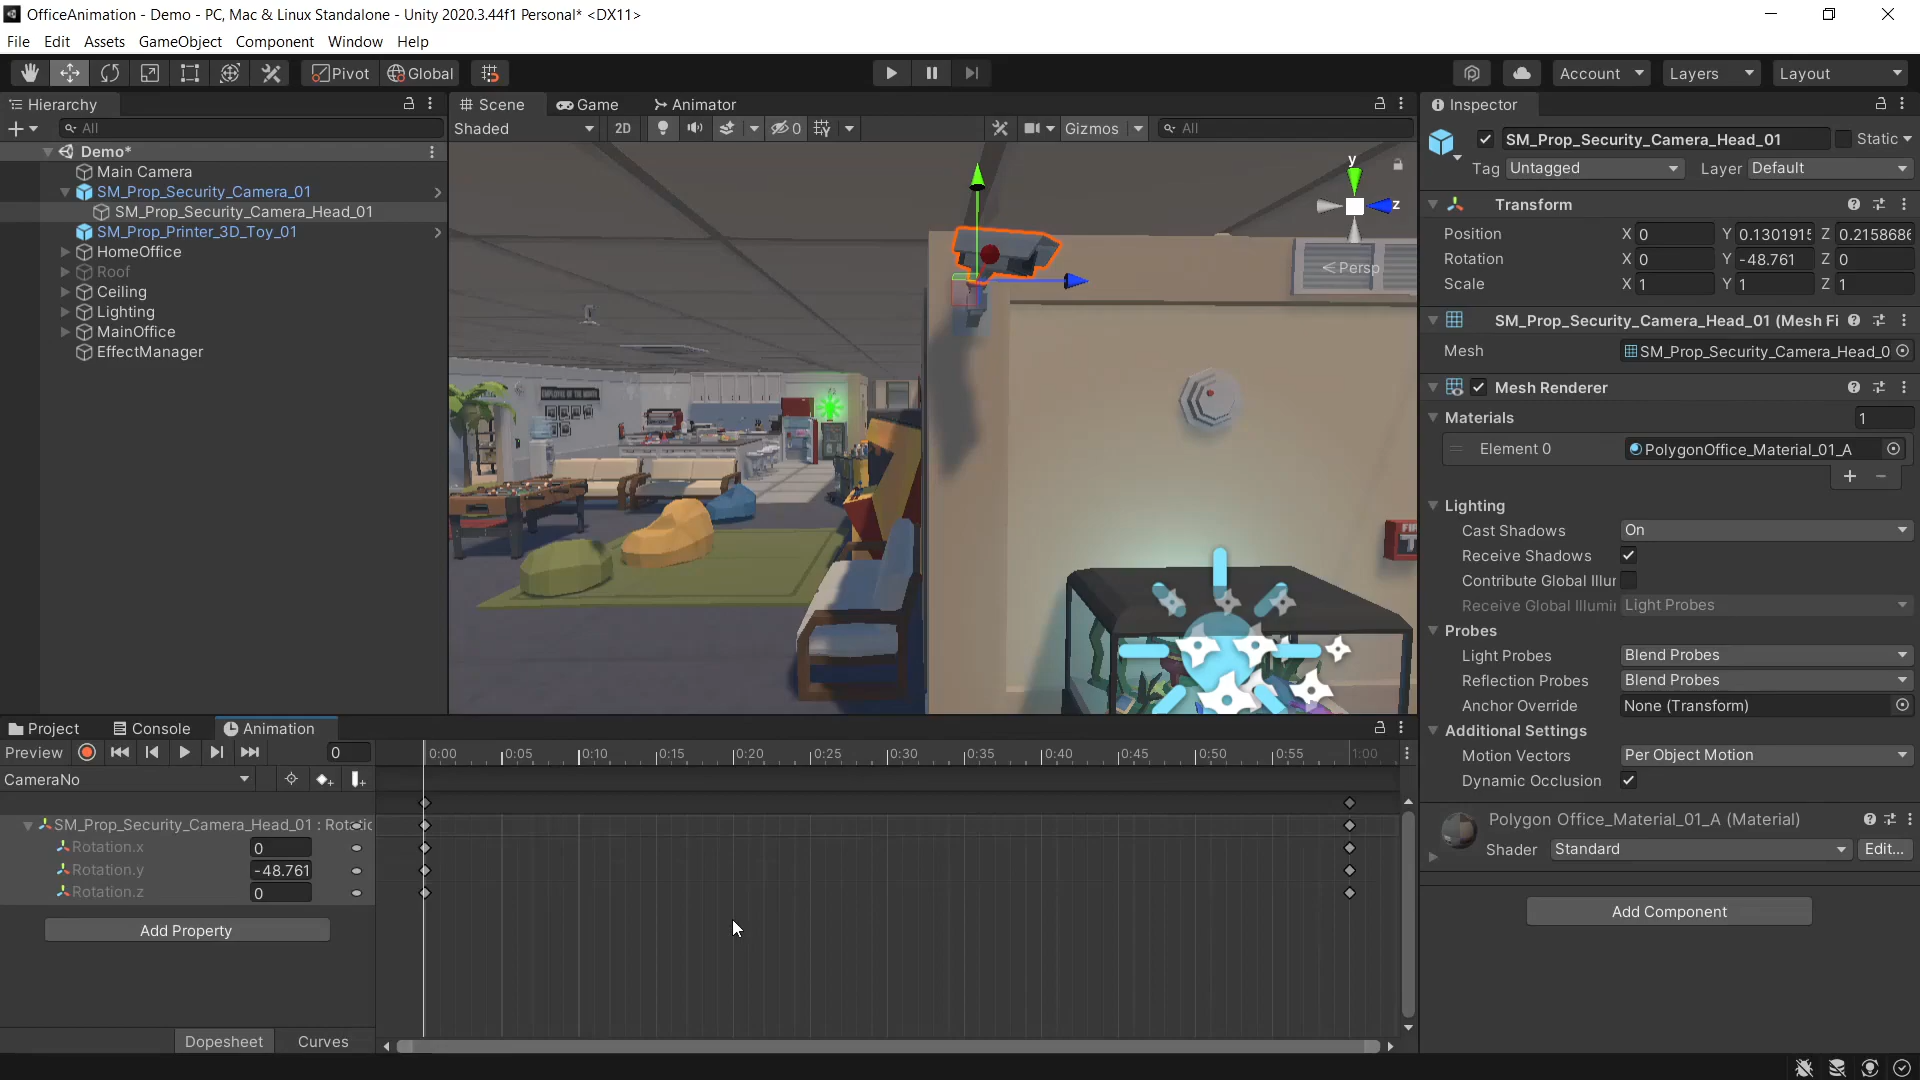 OfficeAnimation - Demo - PC, Mac & Linux Standalone - Unity 2020.3.44f1 Personal* <DX11>
File Edit Assets GameObject Component Window Help
Pivot Global Account Layers Layout
Hierarchy
All
Demo*
Main Camera
SM_Prop_Security_Camera_01
SM_Prop_Security_Camera_Head_01
SM_Prop_Printer_3D_Toy_01
HomeOffice
Roof
Ceiling
Lighting
MainOffice
EffectManager
Scene Game Animator
Shaded 2D 0 Gizmos All
y
z
Persp
EMPLOYEE OF THE MONTH
Inspector
SM_Prop_Security_Camera_Head_01 Static
Tag Untagged Layer Default
Transform
Position X 0 Y 0.1301915 Z 0.2158686
Rotation X 0 Y -48.761 Z 0
Scale X 1 Y 1 Z 1
SM_Prop_Security_Camera_Head_01 (Mesh Fi
Mesh SM_Prop_Security_Camera_Head_0
Mesh Renderer
Materials 1
Element 0 PolygonOffice_Material_01_A
Lighting
Cast Shadows On
Receive Shadows
Contribute Global Illur
Receive Global Illumir Light Probes
Probes
Light Probes Blend Probes
Reflection Probes Blend Probes
Anchor Override None (Transform)
Additional Settings
Motion Vectors Per Object Motion
Dynamic Occlusion
Polygon Office_Material_01_A (Material)
Shader Standard Edit...
Add Component
Project Console Animation
Preview 0
0:00 0:05 0:10 0:15 0:20 0:25 0:30 0:35 0:40 0:45 0:50 0:55 1:00
CameraNo
SM_Prop_Security_Camera_Head_01 : Rotatic
Rotation.x 0
Rotation.y -48.761
Rotation.z 0
Add Property
Dopesheet Curves